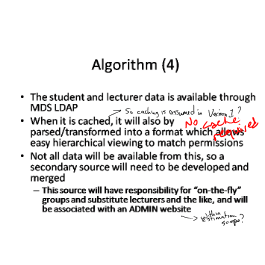 Algorithm (4)
• The student and lecturer data is available through
MDS LDAP
→ So caching is assumed in Version 1?
• When it is cached, it will also by
No cache required
parsed/transformed into a format which allows
easy hierarchical viewing to match permissions
• Not all data will be available from this, so a
secondary source will need to be developed and
merged
– This source will have responsibility for "on-the-fly"
groups and substitute lecturers and the like, and will
be associated with an ADMIN website
scope?